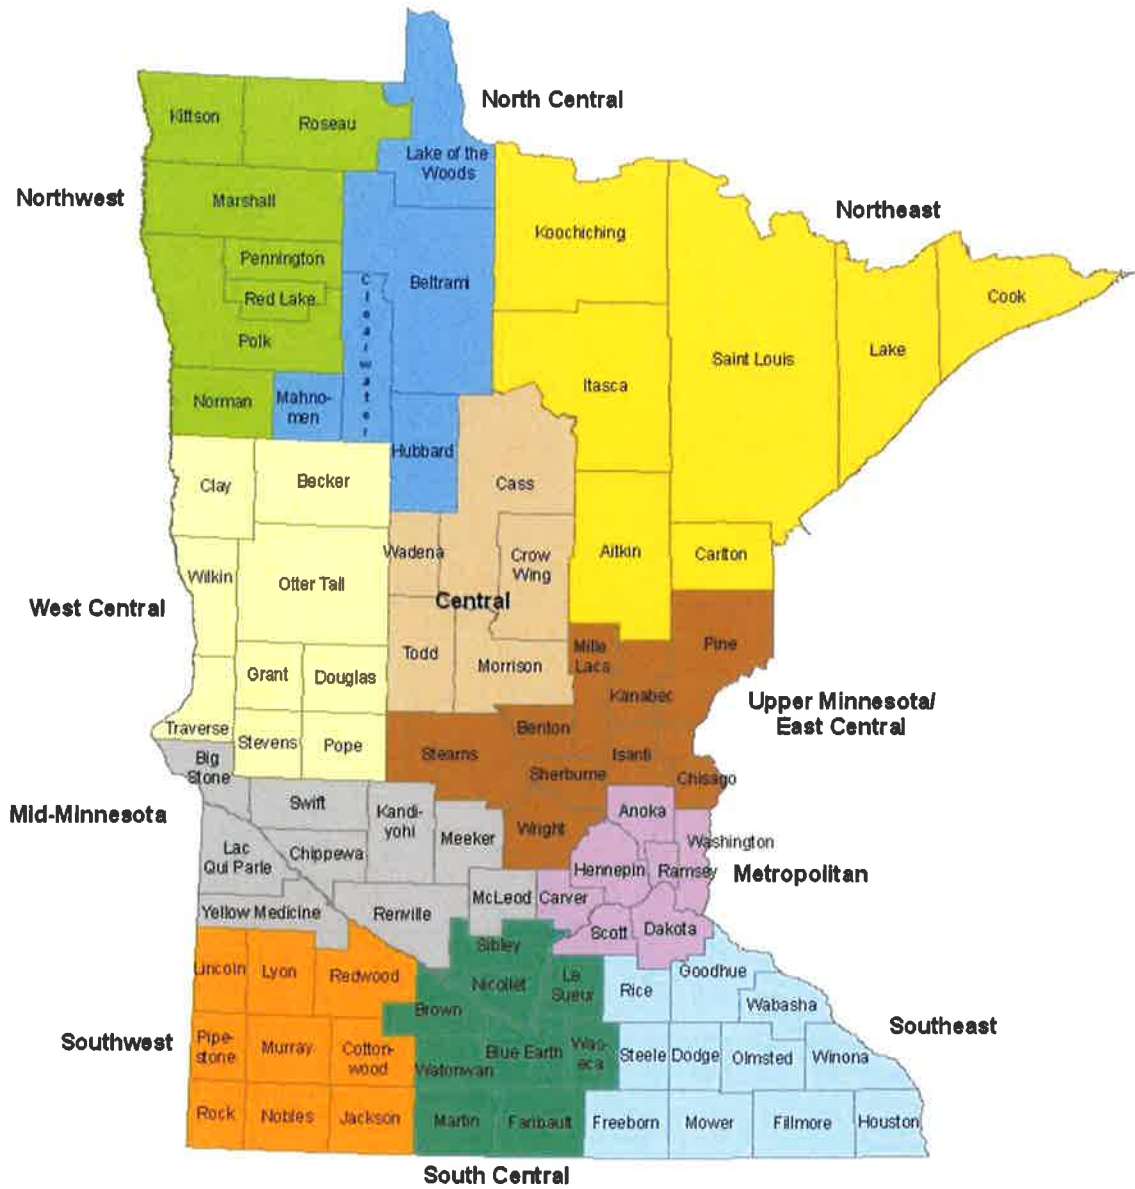 North Central
Kittson
Roseau
Lake of the
Woods
Northwest
Marshall
Northeast
Koochiching
Pennington
Beltrami
Clearwater
Red Lake
Cook
Polk
Saint Louis
Lake
Itasca
Norman
Mahno-
men
Hubbard
Clay
Becker
Cass
Wadena
Crow
Wing
Aitkin
Carlton
Wilkin
Otter Tail
West Central
Central
Todd
Morrison
Mille
Lacs
Pine
Grant
Douglas
Kanabec
Upper Minnesota/
East Central
Traverse
Stevens
Pope
Stearns
Benton
Isanti
Big
Stone
Sherburne
Chisago
Mid-Minnesota
Swift
Kandi-
yohi
Meeker
Wright
Anoka
Washington
Lac
Qui Parle
Chippewa
Hennepin
Ramsey
Metropolitan
McLeod
Carver
Yellow Medicine
Renville
Scott
Dakota
Sibley
Lincoln
Lyon
Redwood
Nicollet
Le
Sueur
Rice
Goodhue
Wabasha
Brown
Southeast
Southwest
Pipe-
stone
Murray
Cotton-
wood
Watonwan
Blue Earth
Was-
eca
Steele
Dodge
Olmsted
Winona
Rock
Nobles
Jackson
Martin
Faribault
Freeborn
Mower
Fillmore
Houston
South Central